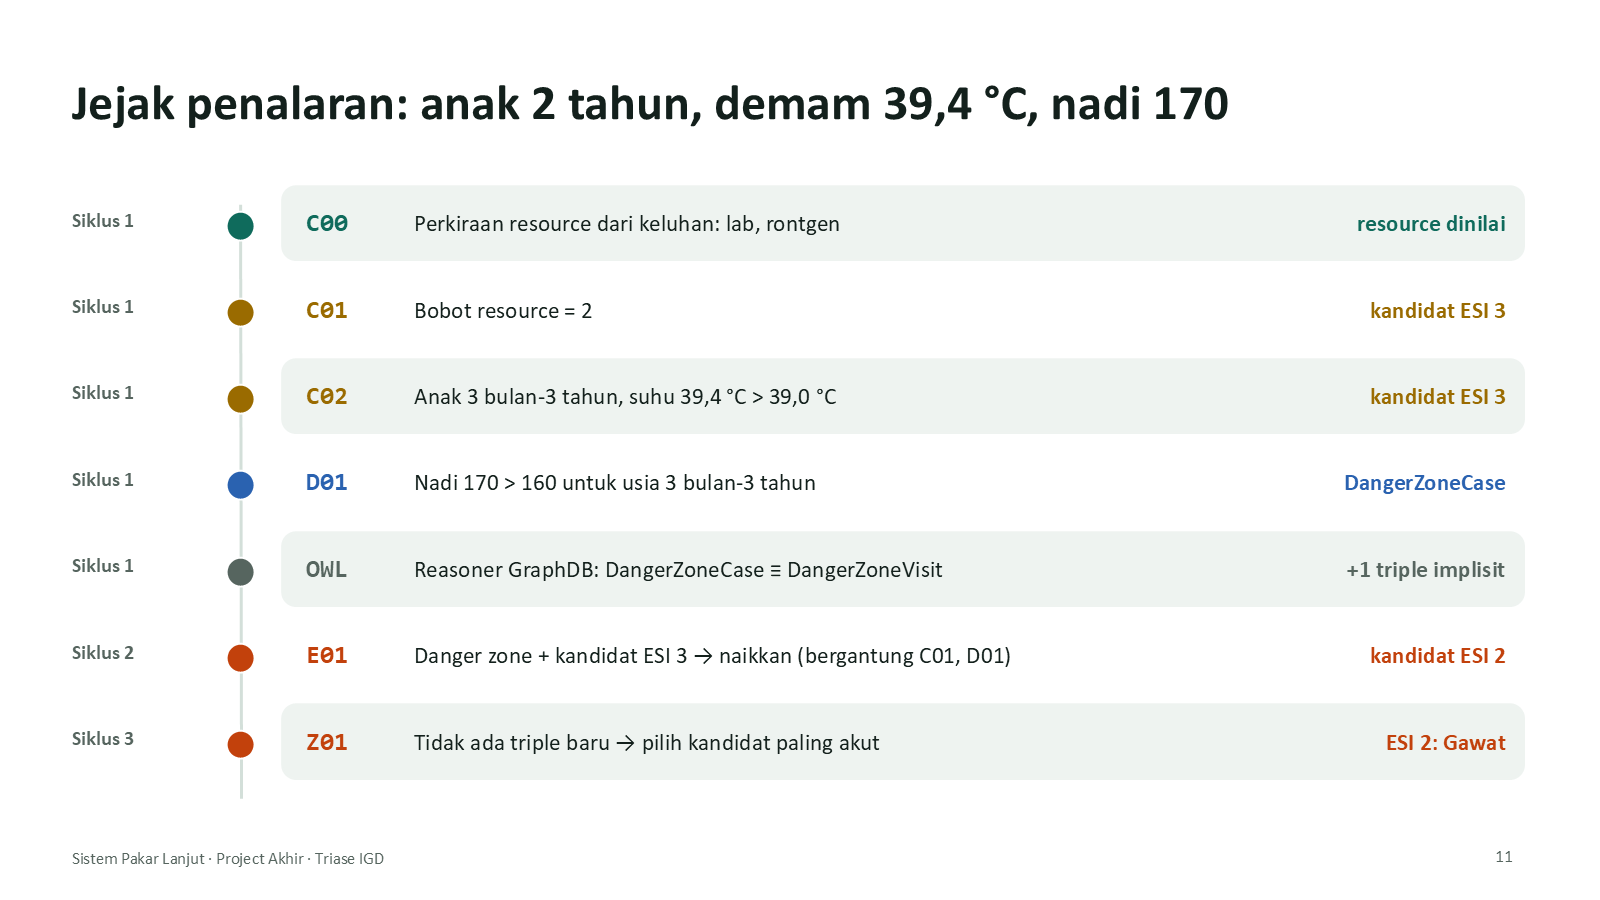 Jejak penalaran: anak 2 tahun, demam 39,4 °C, nadi 170
Siklus 1 C00 Perkiraan resource dari keluhan: lab, rontgen resource dinilai
Siklus 1 C01 Bobot resource = 2 kandidat ESI 3
Siklus 1 C02 Anak 3 bulan-3 tahun, suhu 39,4 °C > 39,0 °C kandidat ESI 3
Siklus 1 D01 Nadi 170 > 160 untuk usia 3 bulan-3 tahun DangerZoneCase
Siklus 1 OWL Reasoner GraphDB: DangerZoneCase ≡ DangerZoneVisit +1 triple implisit
Siklus 2 E01 Danger zone + kandidat ESI 3 → naikkan (bergantung C01, D01) kandidat ESI 2
Siklus 3 Z01 Tidak ada triple baru → pilih kandidat paling akut ESI 2: Gawat
Sistem Pakar Lanjut · Project Akhir · Triase IGD 11